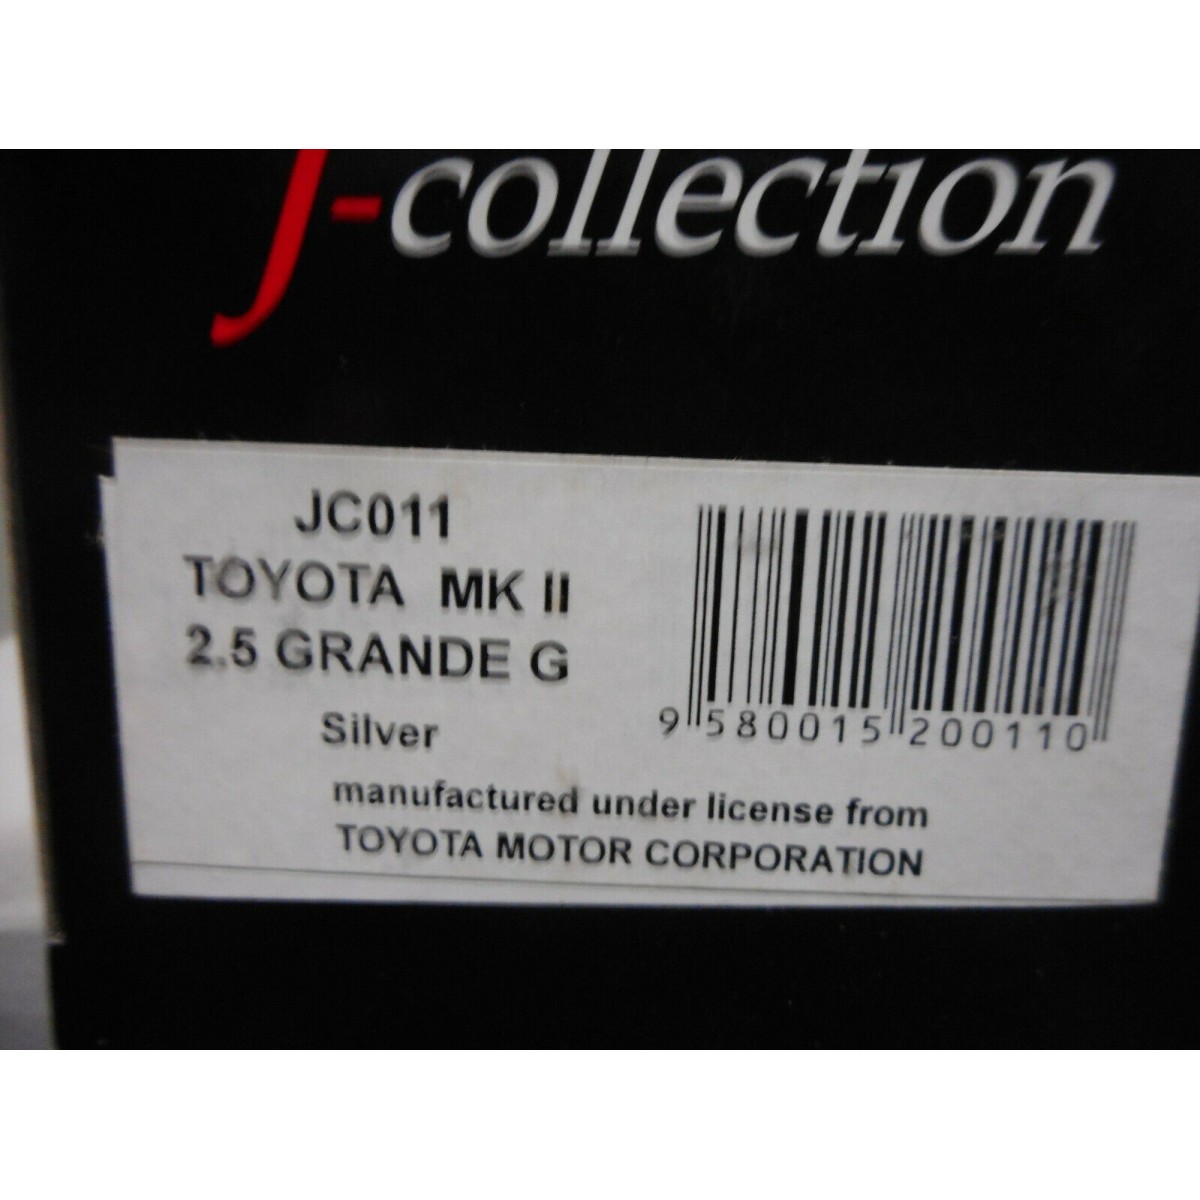 J-collection
JC011
TOYOTA MK II
2.5 GRANDE G
Silver
9 580015 200110
manufactured under license from
TOYOTA MOTOR CORPORATION